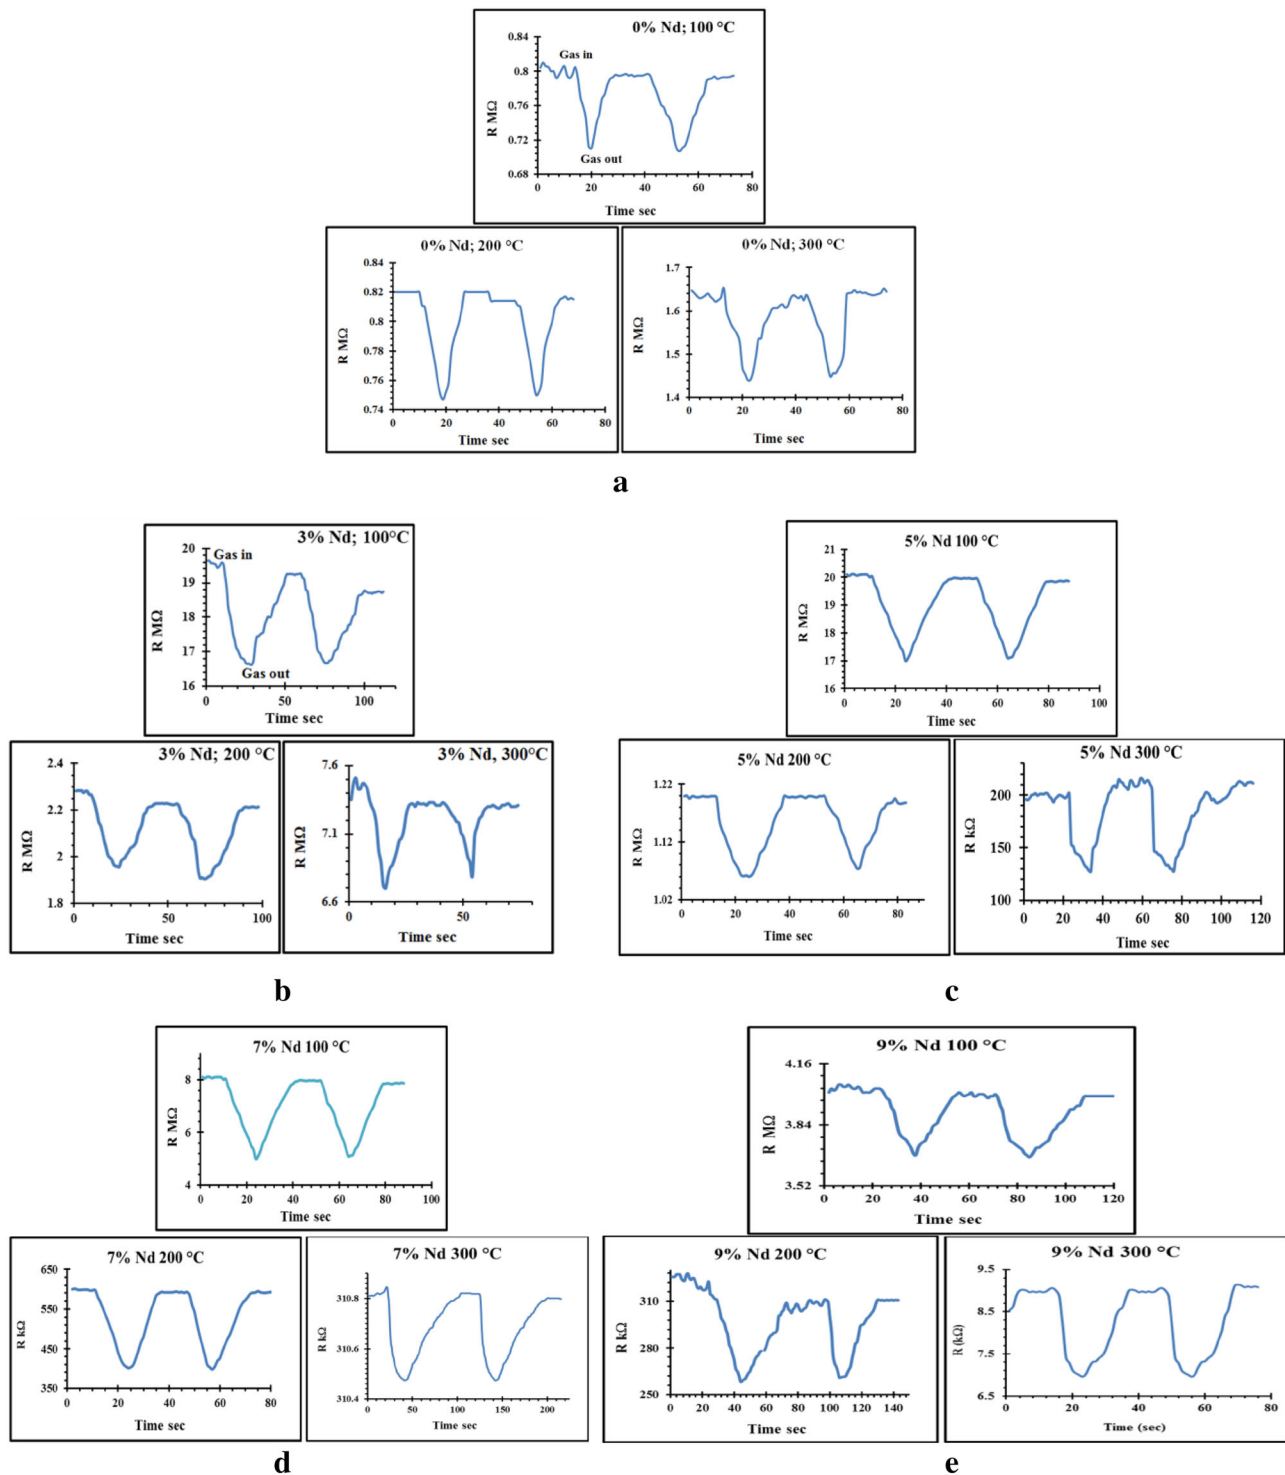 0% Nd; 100 °C
0.84
0.8
0.76
0.72
0.68
R MΩ
Gas in
Gas out
0 20 40 60 80
Time sec
0% Nd; 200 °C
0.84
0.82
0.8
0.78
0.76
0.74
R MΩ
0 20 40 60 80
Time sec
0% Nd; 300 °C
1.7
1.6
1.5
1.4
R MΩ
0 20 40 60 80
Time sec
a
3% Nd; 100°C
20
19
18
17
16
R MΩ
Gas in
Gas out
0 50 100
Time sec
3% Nd; 200 °C
2.4
2.2
2
1.8
R MΩ
0 50 100
Time sec
3% Nd, 300°C
7.6
7.1
6.6
R MΩ
0 50
Time sec
b
5% Nd 100 °C
21
20
19
18
17
16
R MΩ
0 20 40 60 80 100
Time sec
5% Nd 200 °C
1.22
1.12
1.02
R MΩ
0 20 40 60 80
Time sec
5% Nd 300 °C
200
150
100
R kΩ
0 20 40 60 80 100 120
Time sec
c
7% Nd 100 °C
8
6
4
R MΩ
0 20 40 60 80 100
Time sec
7% Nd 200 °C
650
550
450
350
R kΩ
0 20 40 60 80
Time sec
7% Nd 300 °C
310.8
310.6
310.4
R kΩ
0 50 100 150 200
Time sec
d
9% Nd 100 °C
4.16
3.84
3.52
R MΩ
0 20 40 60 80 100 120
Time sec
9% Nd 200 °C
310
280
250
R kΩ
0 20 40 60 80 100 120 140
Time sec
9% Nd 300 °C
9.5
8.5
7.5
6.5
R (kΩ)
0 20 40 60 80
Time (sec)
e